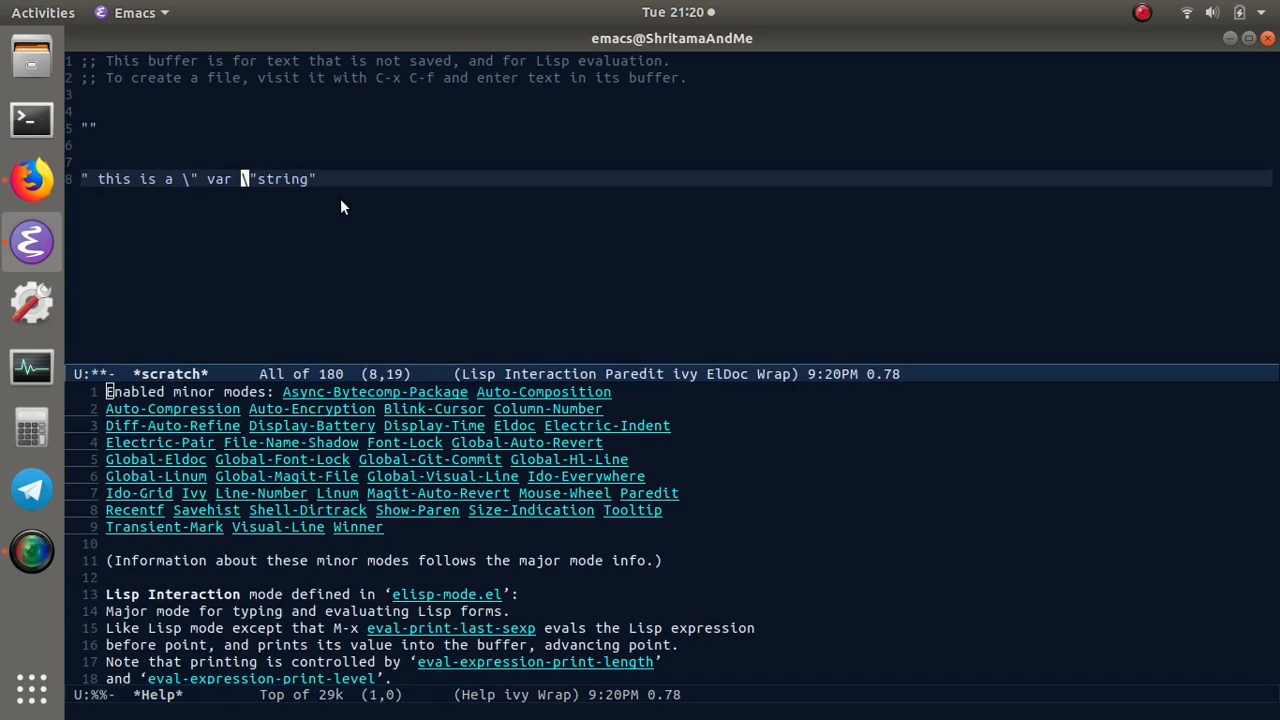 Activities Emacs Tue 21:20
emacs@ShritamaAndMe
1 ;; This buffer is for text that is not saved, and for Lisp evaluation.
2 ;; To create a file, visit it with C-x C-f and enter text in its buffer.
3
4
5 ""
6
7
8 " this is a \" var \"string"
U:**- *scratch* All of 180 (8,19) (Lisp Interaction Paredit ivy ElDoc Wrap) 9:20PM 0.78
1 Enabled minor modes: Async-Bytecomp-Package Auto-Composition
2 Auto-Compression Auto-Encryption Blink-Cursor Column-Number
3 Diff-Auto-Refine Display-Battery Display-Time Eldoc Electric-Indent
4 Electric-Pair File-Name-Shadow Font-Lock Global-Auto-Revert
5 Global-Eldoc Global-Font-Lock Global-Git-Commit Global-Hl-Line
6 Global-Linum Global-Magit-File Global-Visual-Line Ido-Everywhere
7 Ido-Grid Ivy Line-Number Linum Magit-Auto-Revert Mouse-Wheel Paredit
8 Recentf Savehist Shell-Dirtrack Show-Paren Size-Indication Tooltip
9 Transient-Mark Visual-Line Winner
10
11 (Information about these minor modes follows the major mode info.)
12
13 Lisp Interaction mode defined in ‘elisp-mode.el’:
14 Major mode for typing and evaluating Lisp forms.
15 Like Lisp mode except that M-x eval-print-last-sexp evals the Lisp expression
16 before point, and prints its value into the buffer, advancing point.
17 Note that printing is controlled by ‘eval-expression-print-length’
18 and ‘eval-expression-print-level’.
U:%%- *Help* Top of 29k (1,0) (Help ivy Wrap) 9:20PM 0.78